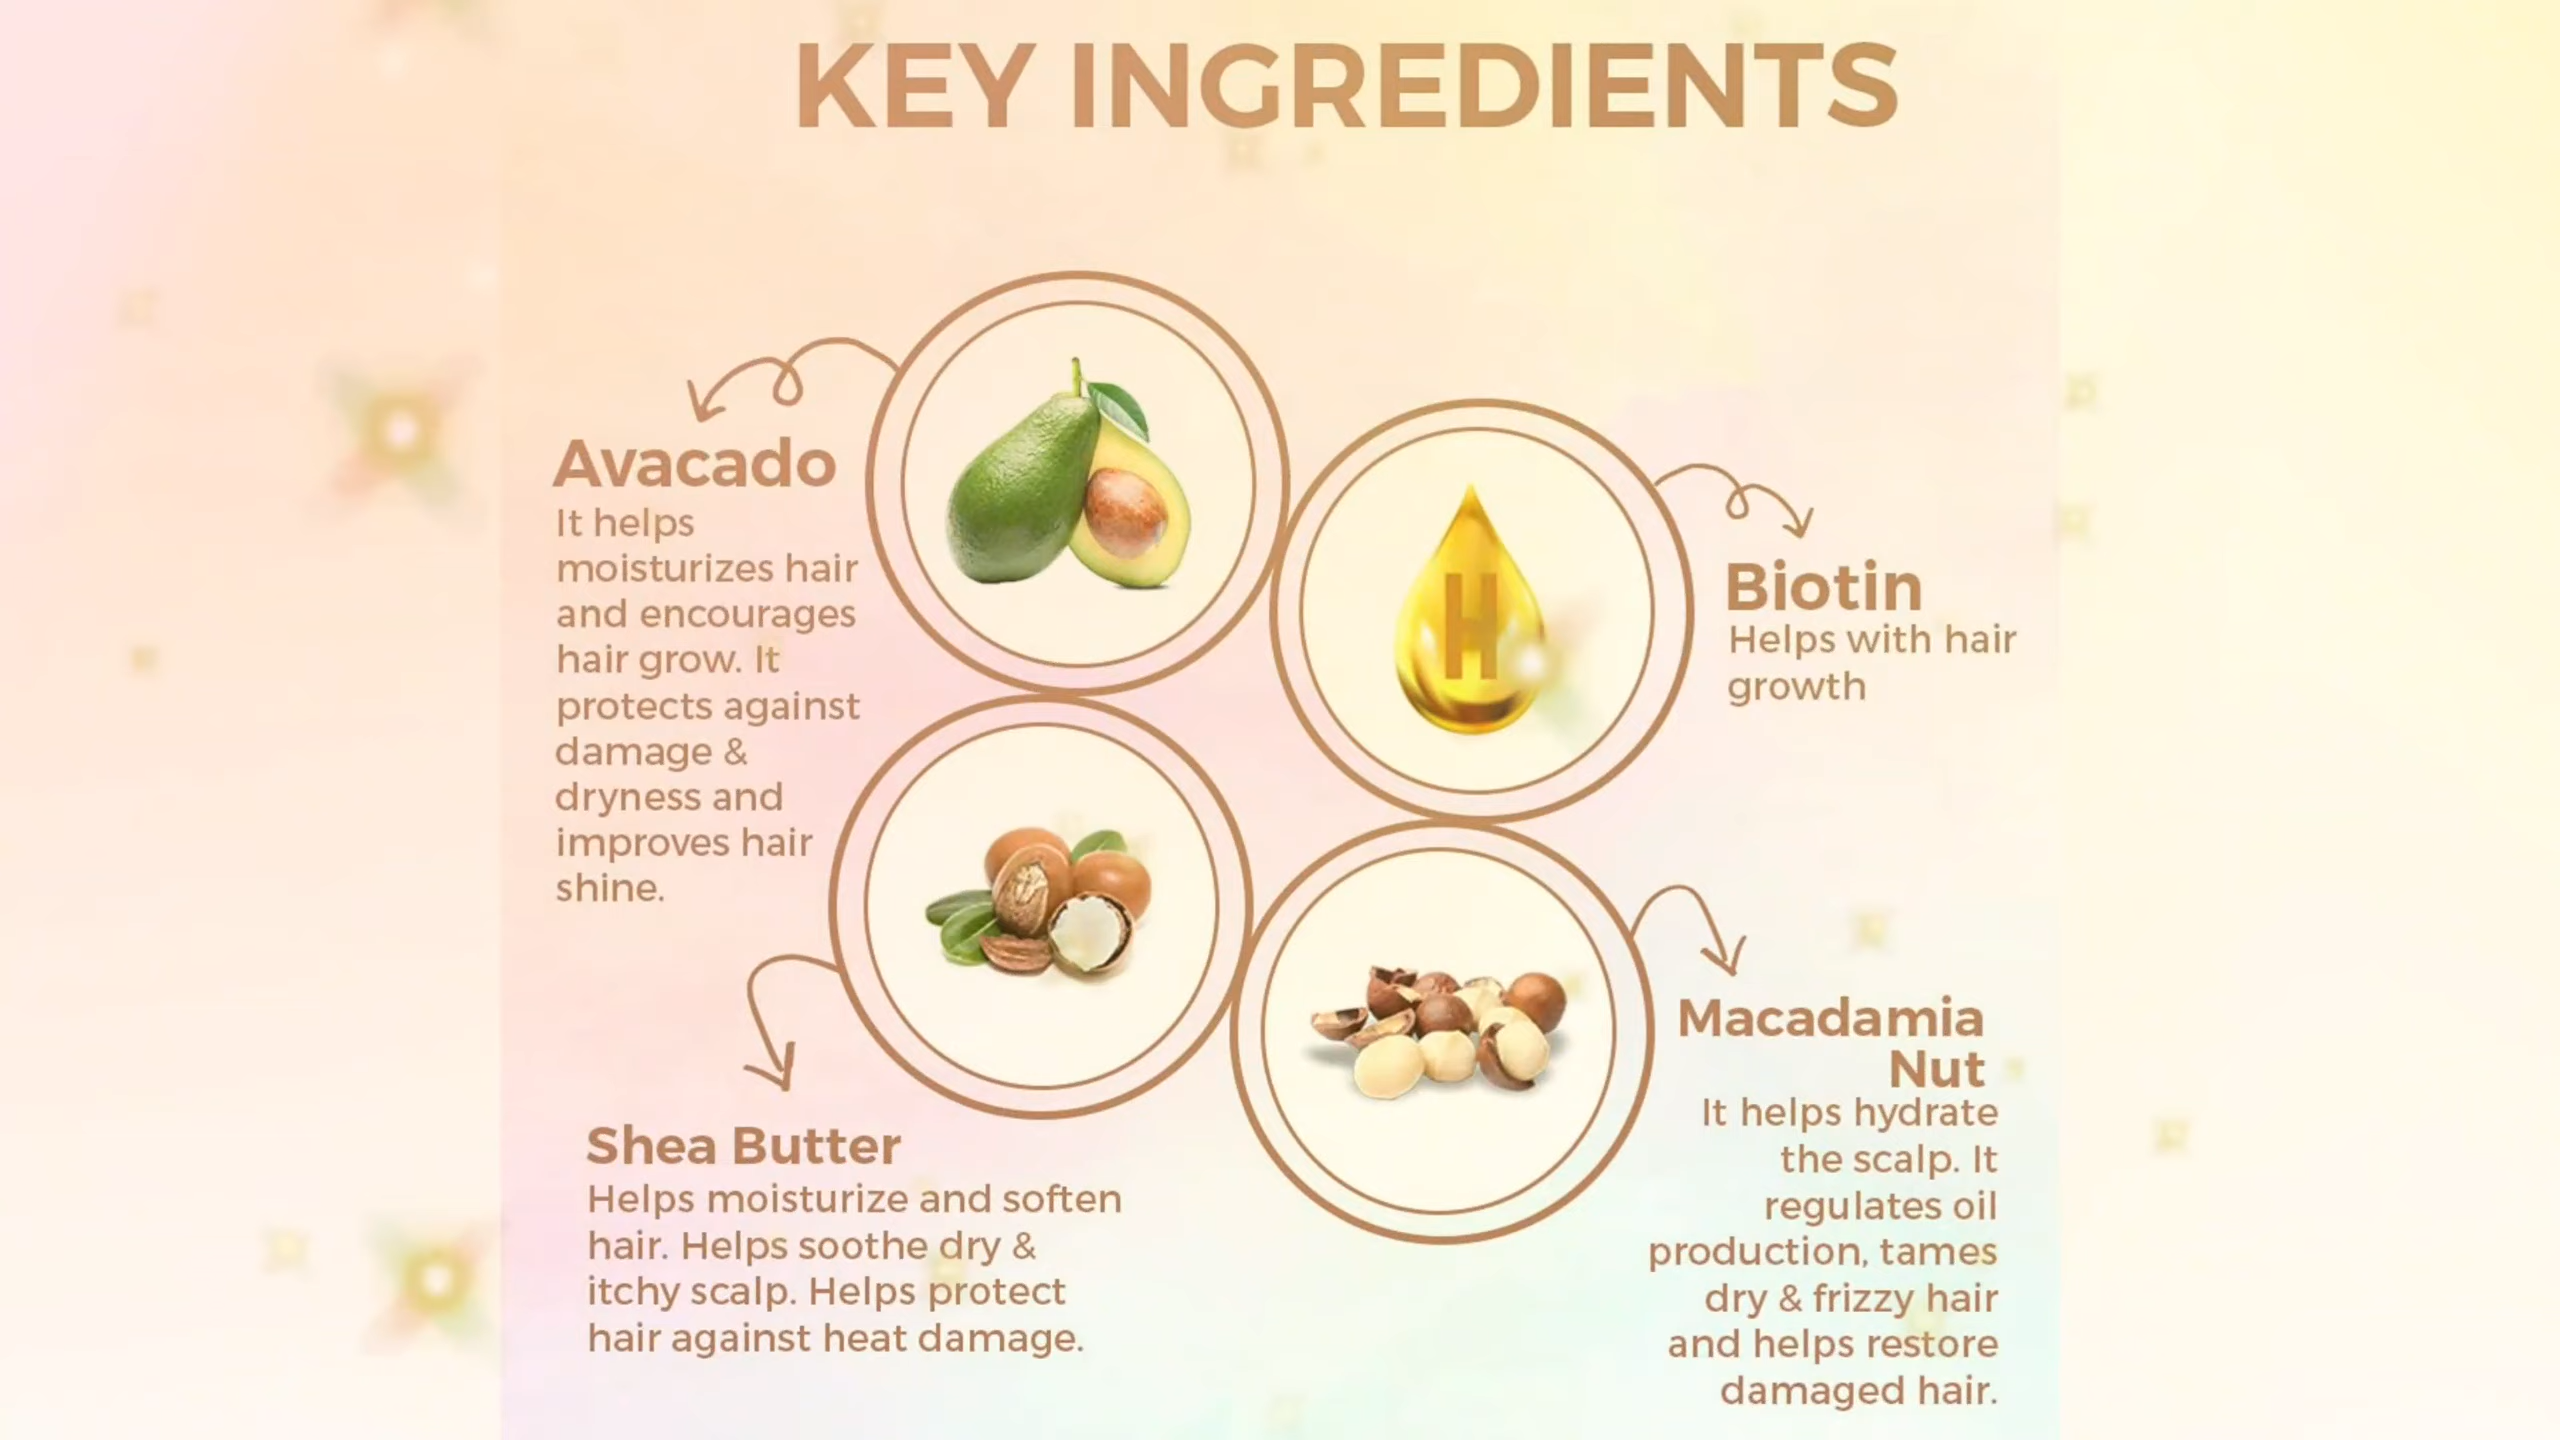 KEY INGREDIENTS
Avacado
It helps
moisturizes hair
and encourages
hair grow. It
protects against
damage &
dryness and
improves hair
shine.
H
Biotin
Helps with hair
growth
Shea Butter
Helps moisturize and soften
hair. Helps soothe dry &
itchy scalp. Helps protect
hair against heat damage.
Macadamia
Nut
It helps hydrate
the scalp. It
regulates oil
production, tames
dry & frizzy hair
and helps restore
damaged hair.